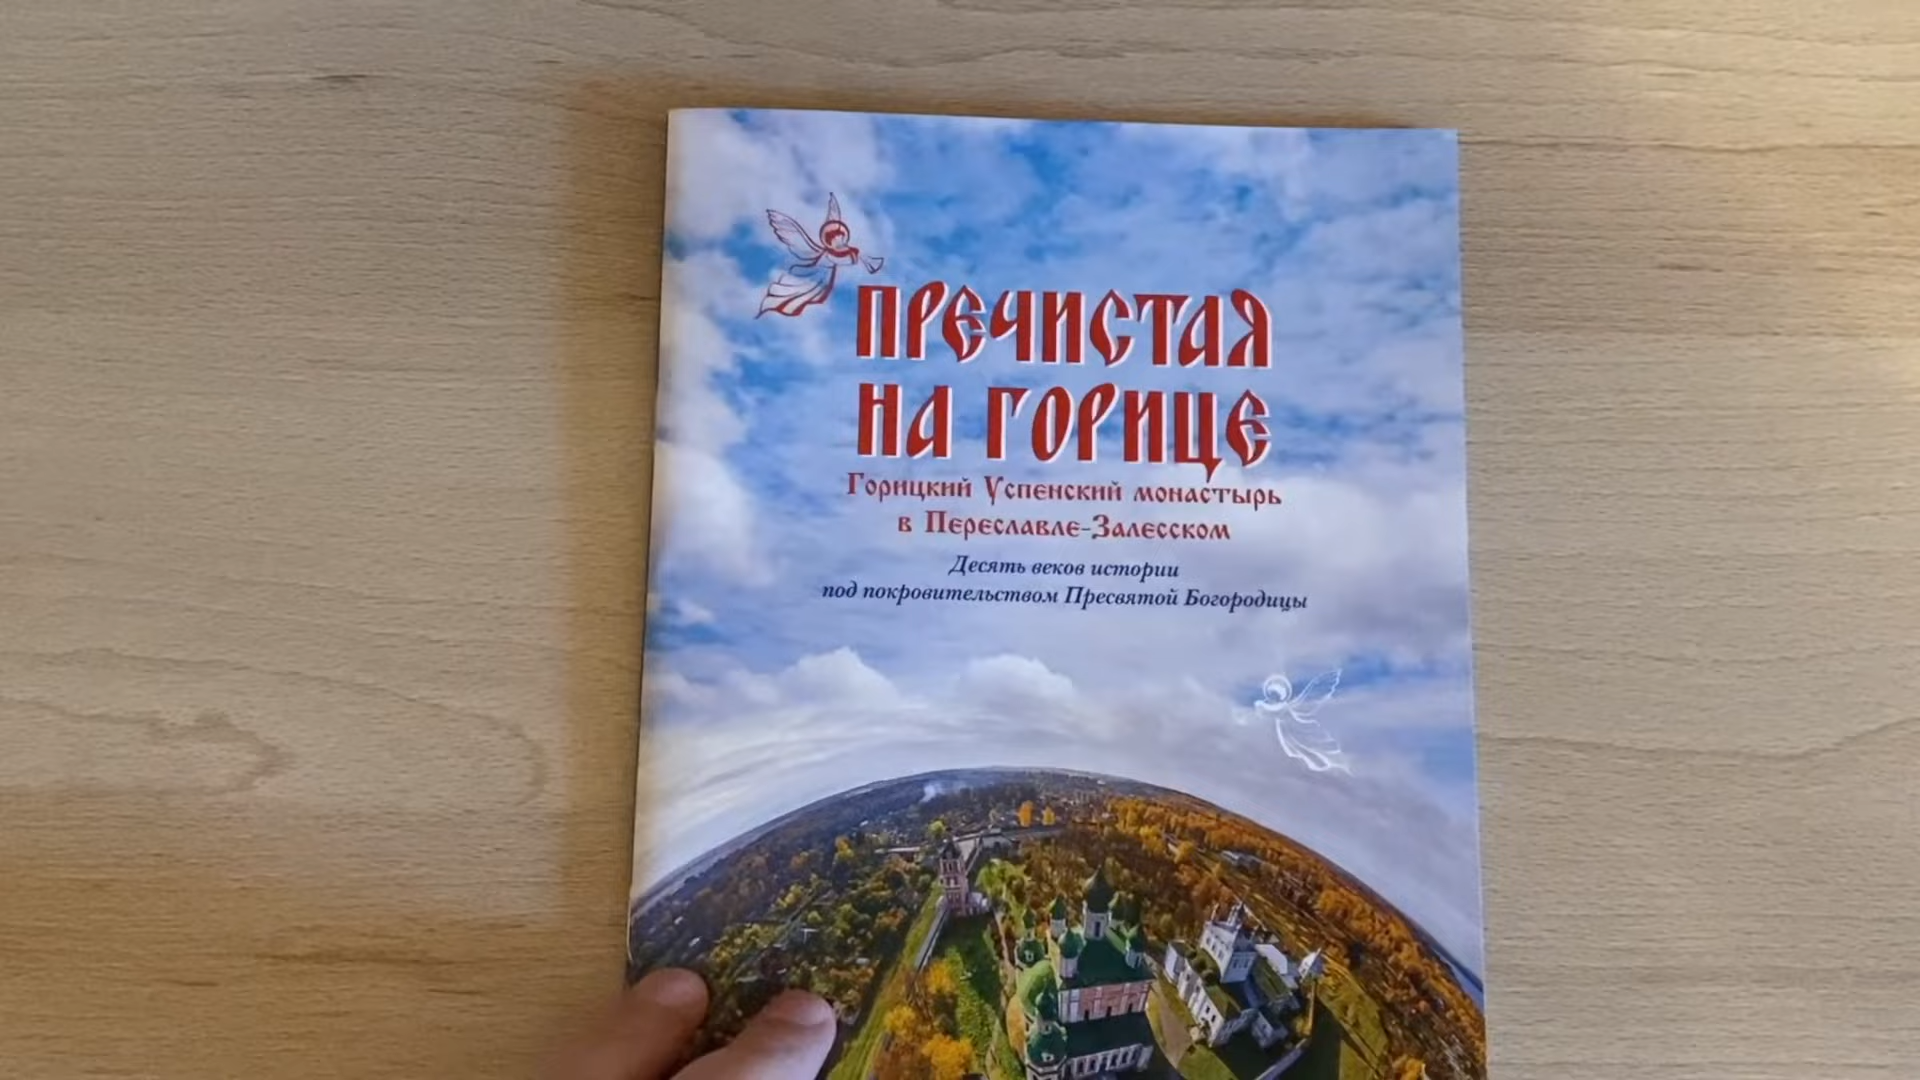 ПРЕЧИСТАЯ
НА ГОРИЦЕ
Горицкий Успенский монастырь
в Переславле-Залесском
Десять веков истории
под покровительством Пресвятой Богородицы